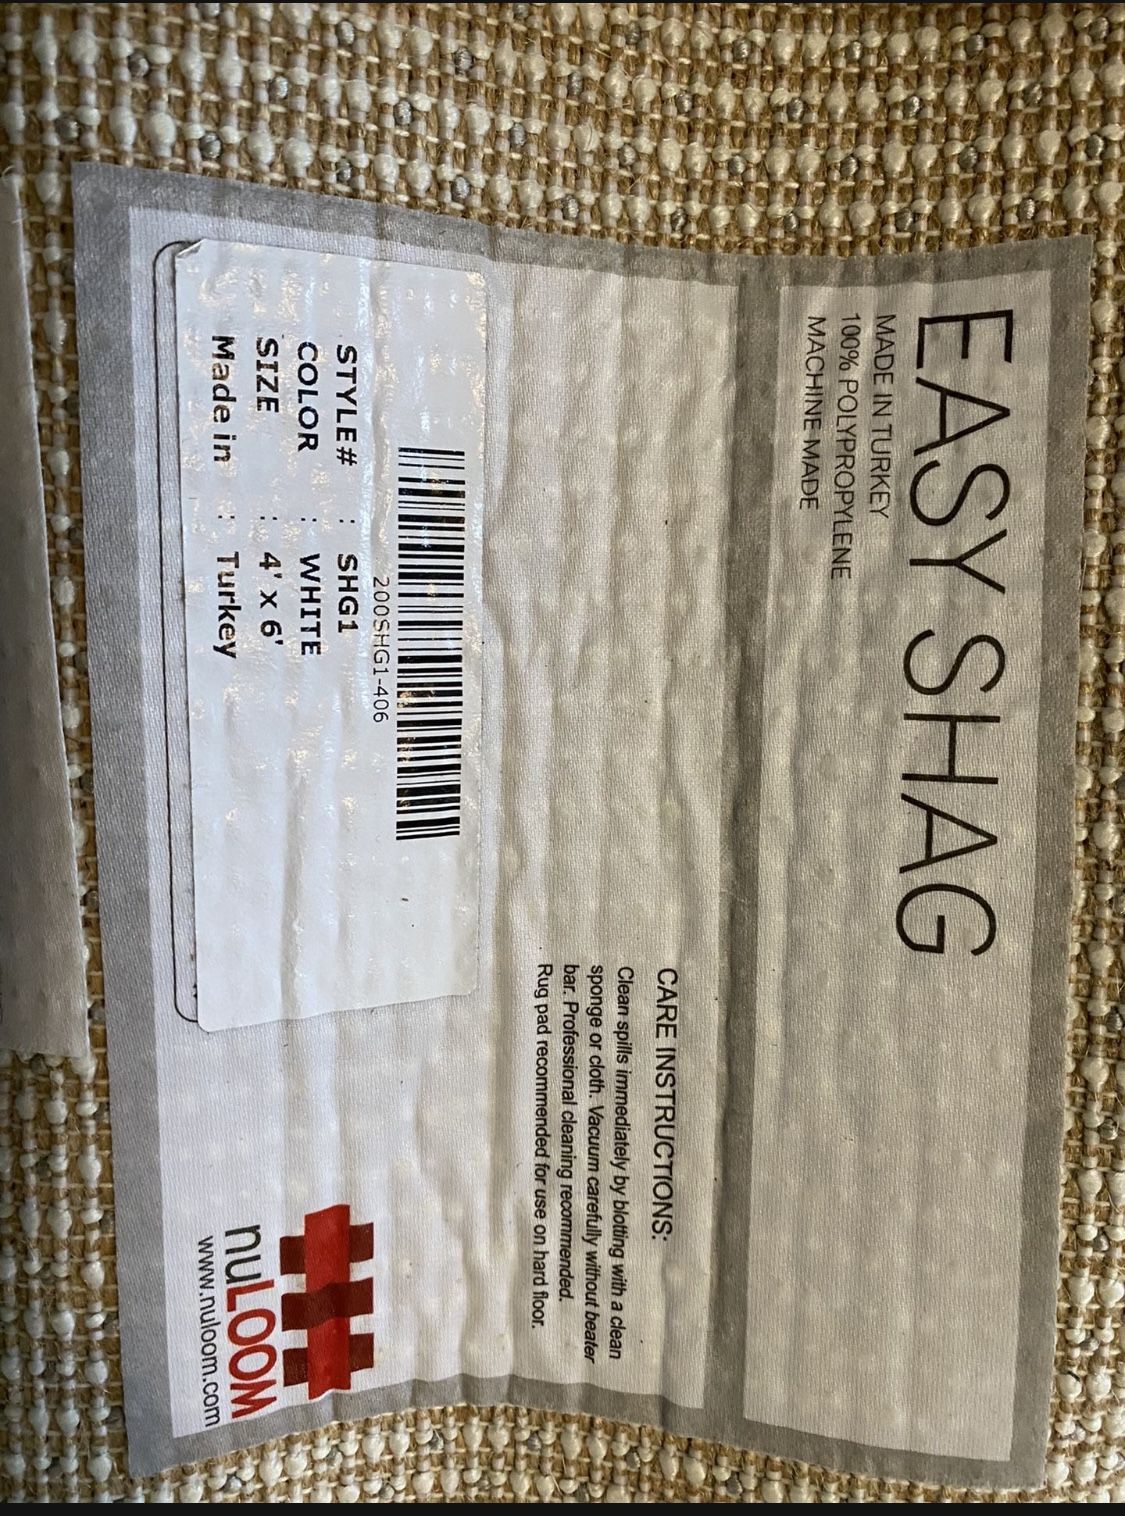 EASY SHAG
MADE IN TURKEY
100% POLYPROPYLENE
MACHINE MADE
CARE INSTRUCTIONS:
Clean spills immediately by blotting with a clean
sponge or cloth. Vacuum carefully without beater
bar. Professional cleaning recommended.
Rug pad recommended for use on hard floor.
200SHG1-406
STYLE# : SHG1
COLOR : WHITE
SIZE : 4' x 6'
Made in : Turkey
nuLOOM
www.nuloom.com